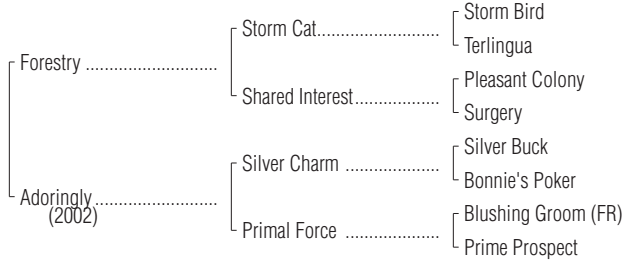 Storm Bird
Storm Cat..............................
Terlingua
Forestry ................................
Pleasant Colony
Shared Interest.....................
Surgery
Silver Buck
Silver Charm .......................
Bonnie's Poker
Adoringly..............................
(2002)
Blushing Groom (FR)
Primal Force .......................
Prime Prospect